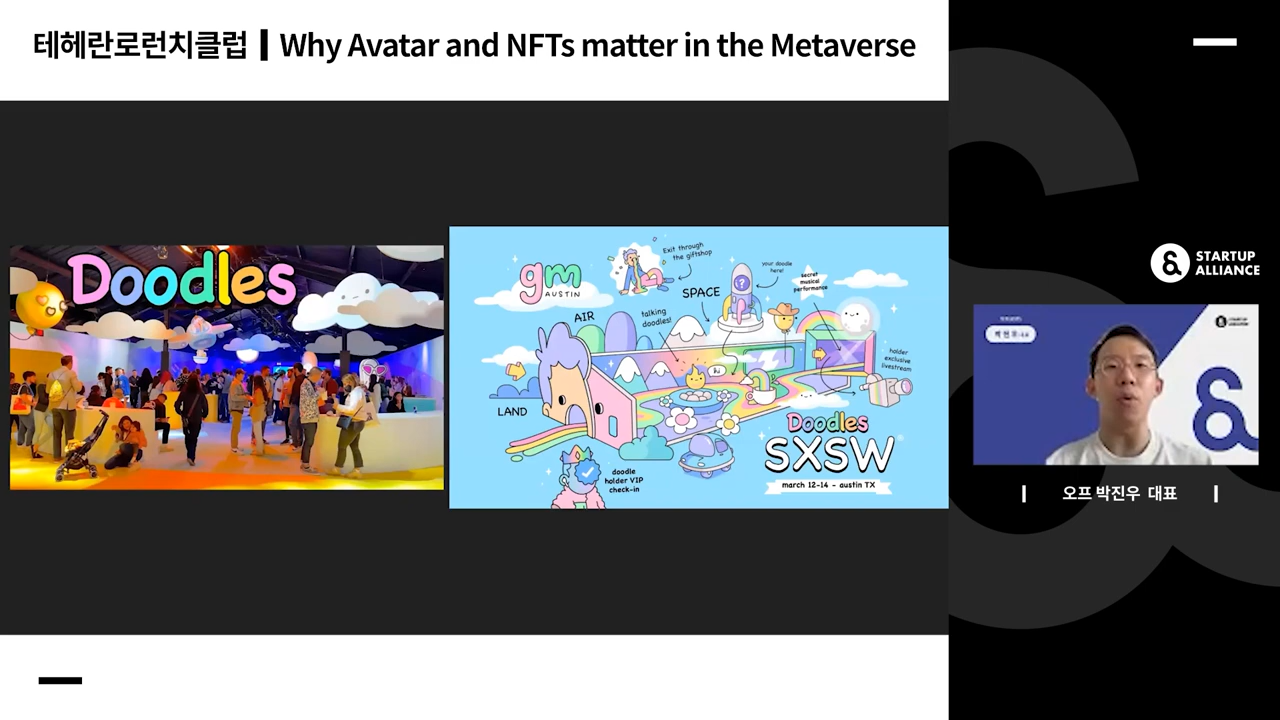 테헤란로런치클럽 | Why Avatar and NFTs matter in the Metaverse
Doodles
gm
AUSTIN
Exit through
the giftshop
SPACE
your doodle
here!
secret
musical
performance
AIR
talking
doodles!
hi
holder
exclusive
livestream
LAND
Doodles
SXSW
march 12-14 - austin TX
doodle
holder VIP
check-in
STARTUP
ALLIANCE
오프 박진우 대표